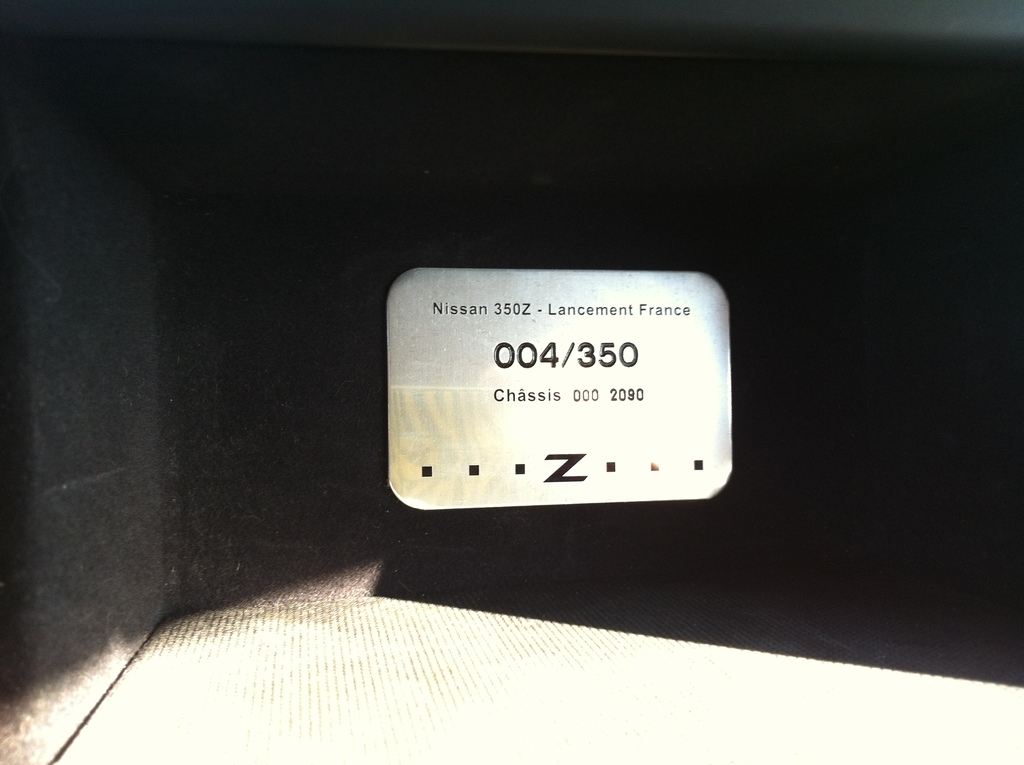 Nissan 350Z - Lancement France
004/350
Châssis 000 2090
Z